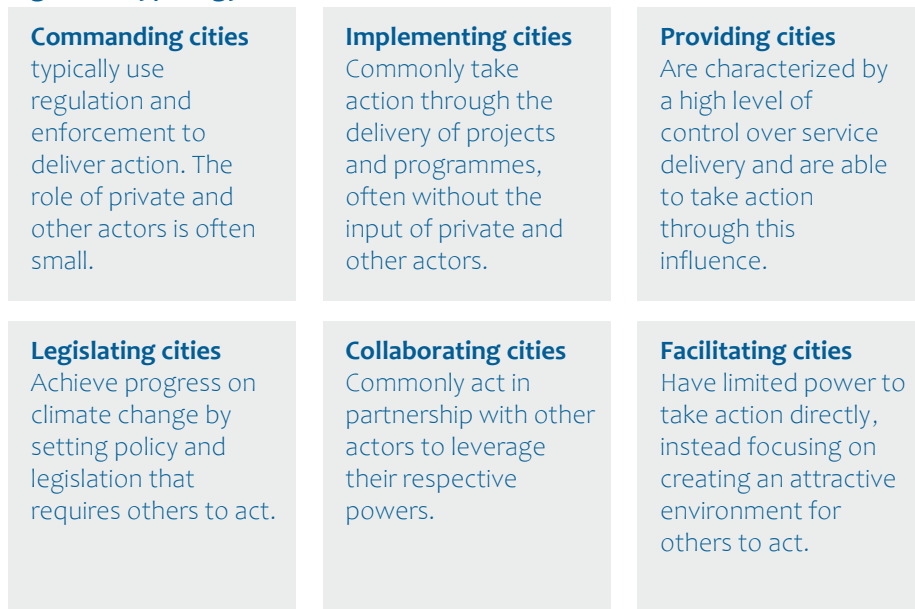 Commanding cities
typically use
regulation and
enforcement to
deliver action. The
role of private and
other actors is often
small.
Implementing cities
Commonly take
action through the
delivery of projects
and programmes,
often without the
input of private and
other actors.
Providing cities
Are characterized by
a high level of
control over service
delivery and are able
to take action
through this
influence.
Legislating cities
Achieve progress on
climate change by
setting policy and
legislation that
requires others to act.
Collaborating cities
Commonly act in
partnership with other
actors to leverage
their respective
powers.
Facilitating cities
Have limited power to
take action directly,
instead focusing on
creating an attractive
environment for
others to act.